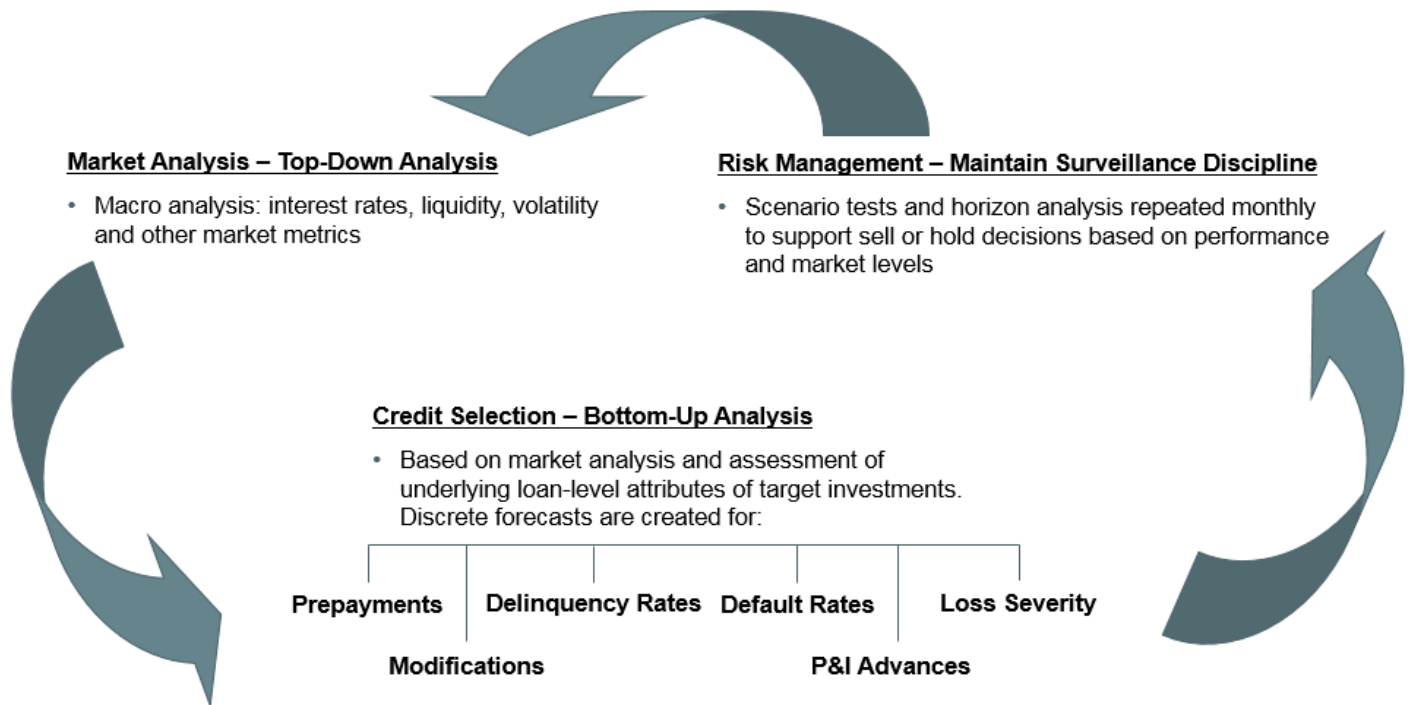 Market Analysis – Top-Down Analysis
• Macro analysis: interest rates, liquidity, volatility
and other market metrics
Risk Management – Maintain Surveillance Discipline
• Scenario tests and horizon analysis repeated monthly
to support sell or hold decisions based on performance
and market levels
Credit Selection – Bottom-Up Analysis
• Based on market analysis and assessment of
underlying loan-level attributes of target investments.
Discrete forecasts are created for:
Prepayments
Delinquency Rates
Default Rates
Loss Severity
Modifications
P&I Advances